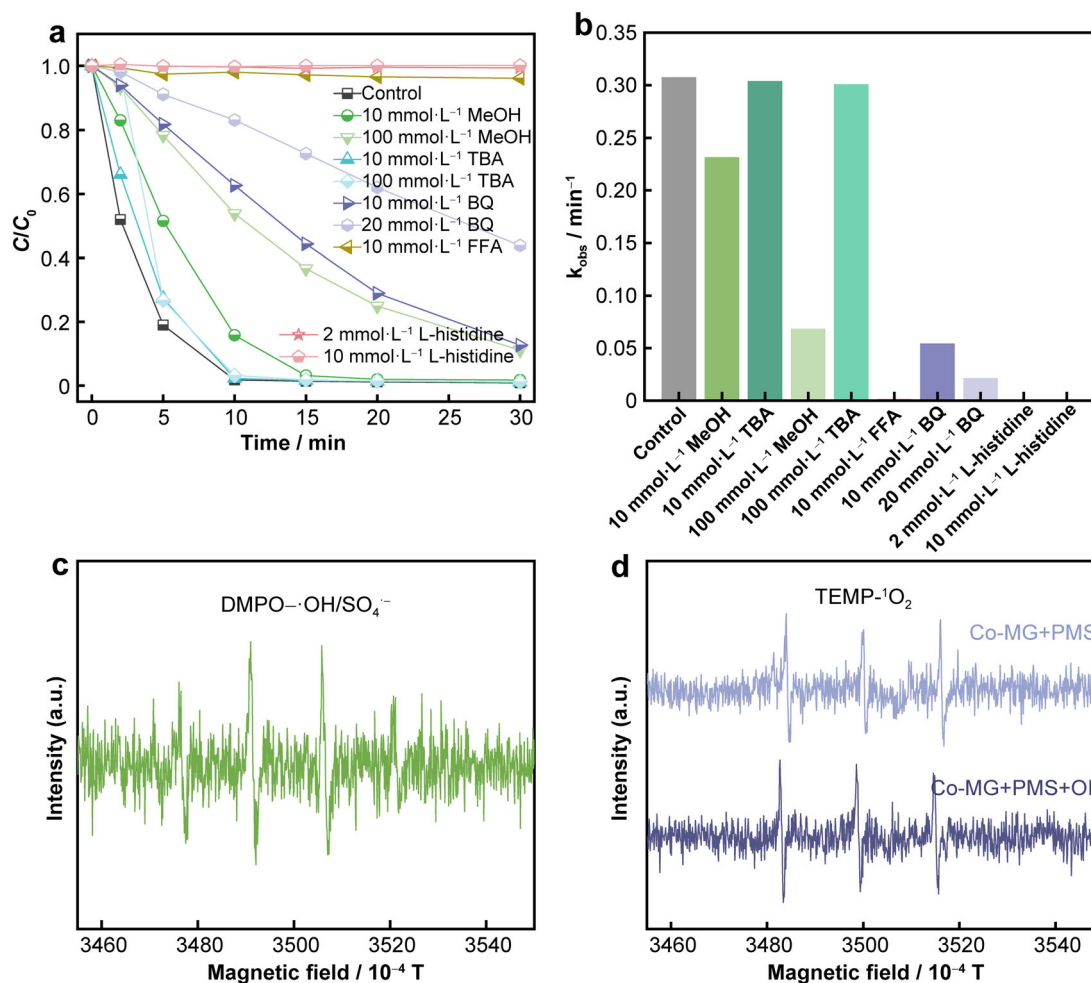 a
C/C₀
1.0
0.8
0.6
0.4
0.2
0
Control
10 mmol·L⁻¹ MeOH
100 mmol·L⁻¹ MeOH
10 mmol·L⁻¹ TBA
100 mmol·L⁻¹ TBA
10 mmol·L⁻¹ BQ
20 mmol·L⁻¹ BQ
10 mmol·L⁻¹ FFA
2 mmol·L⁻¹ L-histidine
10 mmol·L⁻¹ L-histidine
0 5 10 15 20 30
Time / min
b
k_obs / min⁻¹
0.35
0.30
0.25
0.20
0.15
0.10
0.05
0
Control
10 mmol·L⁻¹ MeOH
10 mmol·L⁻¹ TBA
100 mmol·L⁻¹ MeOH
100 mmol·L⁻¹ TBA
10 mmol·L⁻¹ FFA
10 mmol·L⁻¹ BQ
20 mmol·L⁻¹ BQ
2 mmol·L⁻¹ L-histidine
10 mmol·L⁻¹ L-histidine
c
DMPO–·OH/SO₄·⁻
Intensity (a.u.)
3460 3480 3500 3520 3540
Magnetic field / 10⁻⁴ T
d
TEMP-¹O₂
Co-MG+PMS
Co-MG+PMS+OI
Intensity (a.u.)
3460 3480 3500 3520 3540
Magnetic field / 10⁻⁴ T